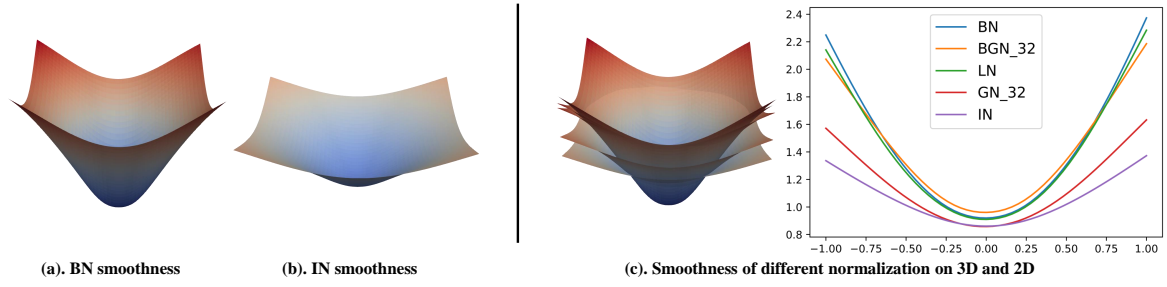 2.4
2.2
2.0
1.8
1.6
1.4
1.2
1.0
0.8
BN
BGN_32
LN
GN_32
IN
−1.00 −0.75 −0.50 −0.25 0.00 0.25 0.50 0.75 1.00
(a). BN smoothness
(b). IN smoothness
(c). Smoothness of different normalization on 3D and 2D